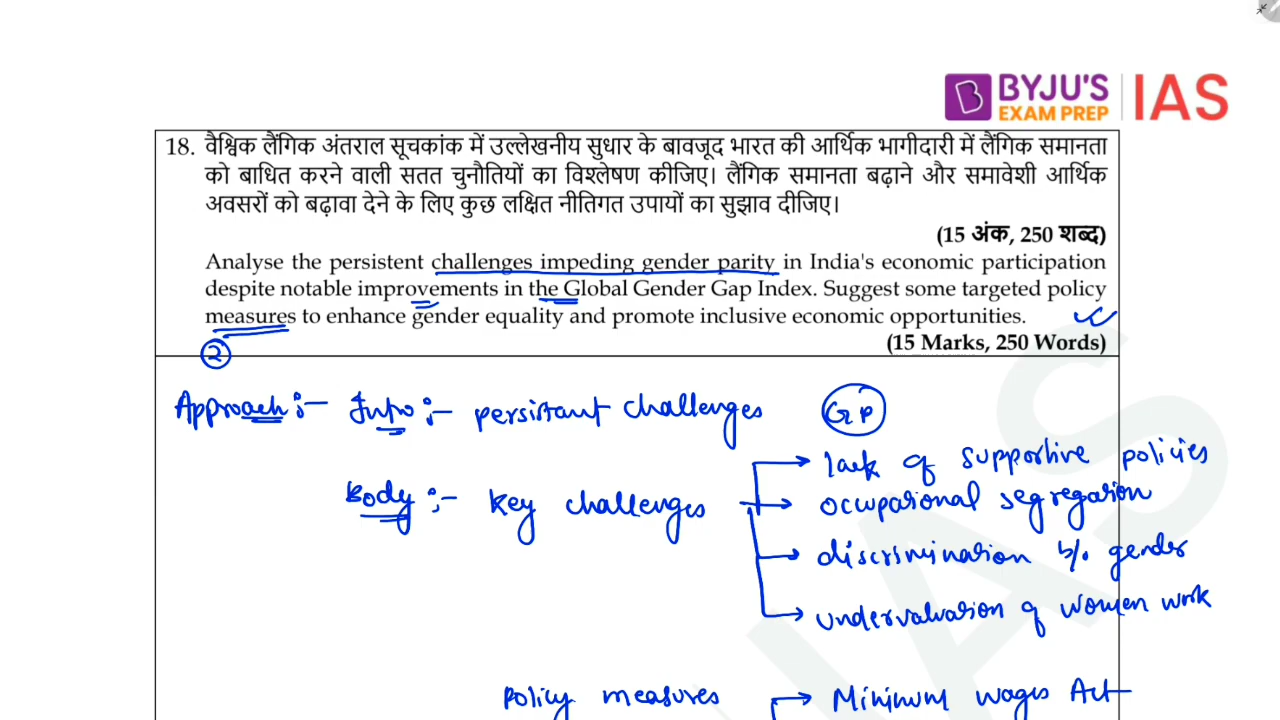 BYJU'S
EXAM PREP
IAS
18. वैश्विक लैंगिक अंतराल सूचकांक में उल्लेखनीय सुधार के बावजूद भारत की आर्थिक भागीदारी में लैंगिक समानता
को बाधित करने वाली सतत चुनौतियों का विश्लेषण कीजिए। लैंगिक समानता बढ़ाने और समावेशी आर्थिक
अवसरों को बढ़ावा देने के लिए कुछ लक्षित नीतिगत उपायों का सुझाव दीजिए।
(15 अंक, 250 शब्द)
Analyse the persistent challenges impeding gender parity in India's economic participation
despite notable improvements in the Global Gender Gap Index. Suggest some targeted policy
measures to enhance gender equality and promote inclusive economic opportunities.
(15 Marks, 250 Words)
2
Approach :- Intro :- persistant challenges GP
lack of supportive policies
Body :- Key challenges occupational segregation
discrimination b/. gender
undervaluation of women work
Policy measures Minimum wages Act
IAS